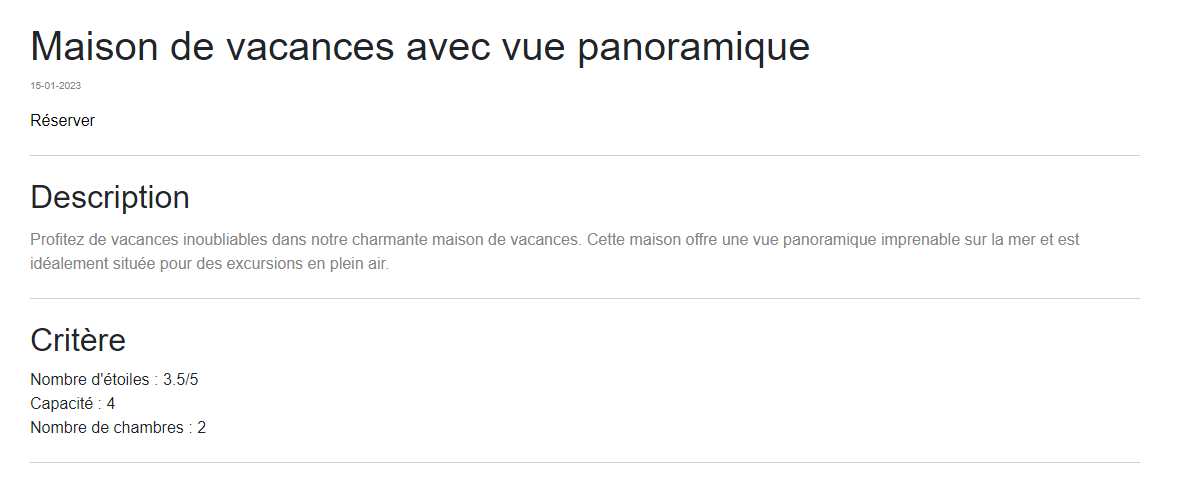 Maison de vacances avec vue panoramique
15-01-2023
Réserver
Description
Profitez de vacances inoubliables dans notre charmante maison de vacances. Cette maison offre une vue panoramique imprenable sur la mer et est
idéalement située pour des excursions en plein air.
Critère
Nombre d'étoiles : 3.5/5
Capacité : 4
Nombre de chambres : 2